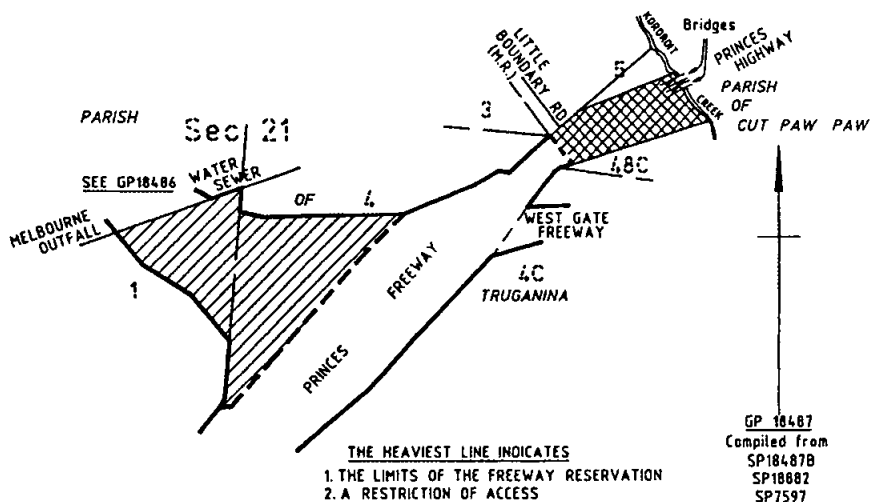 KOROROIT
CREEK
Bridges
PRINCES
HIGHWAY
LITTLE
BOUNDARY RD
(M.R.)
5
PARISH
OF
CUT PAW PAW
PARISH
Sec 21
3
WATER
SEWER
SEE GP18486
MELBOURNE
OUTFALL
OF
4
48C
WEST GATE
FREEWAY
1
FREEWAY
4C
TRUGANINA
PRINCES
THE HEAVIEST LINE INDICATES
1. THE LIMITS OF THE FREEWAY RESERVATION
2. A RESTRICTION OF ACCESS
GP 18487
Compiled from
SP18487B
SP18882
SP7597